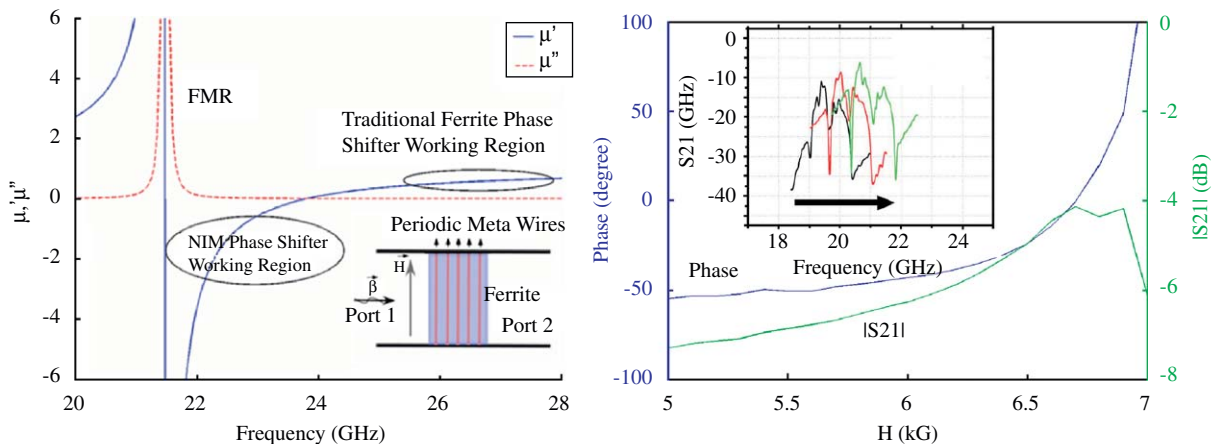 6
4
2
0
-2
-4
-6
μ,'μ"
20
22
24
26
28
Frequency (GHz)
μ'
μ"
FMR
Traditional Ferrite Phase
Shifter Working Region
NIM Phase Shifter
Working Region
Periodic Meta Wires
H
β
Port 1
Ferrite
Port 2
100
50
0
-50
-100
Phase (degree)
0
-2
-4
-6
-8
|S21| (dB)
5
5.5
6
6.5
7
H (kG)
Phase
|S21|
0
-10
-20
-30
-40
S21 (GHz)
18
20
22
24
Frequency (GHz)